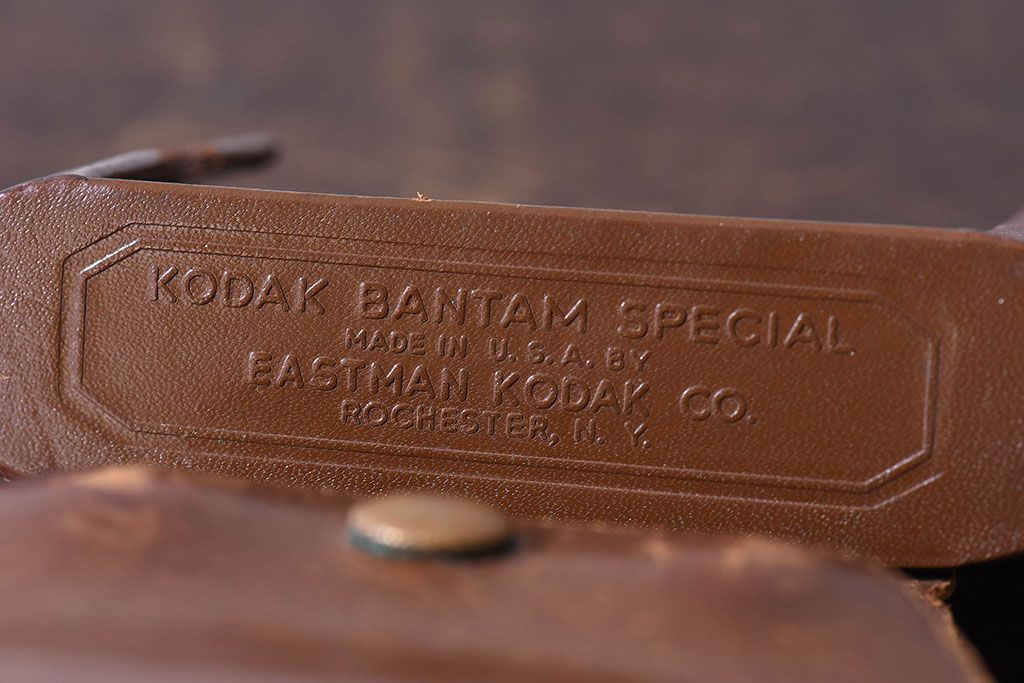 KODAK BANTAM SPECIAL
MADE IN U.S.A. BY
EASTMAN KODAK CO.
ROCHESTER, N. Y.